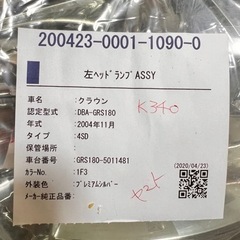 200423-0001-1090-0
左ﾍｯﾄﾞﾗﾝﾌﾟASSY
車名：クラウン
認定型式：DBA-GRS180
K340
年式：2004年11月
タイプ：4SD
保管場所：
車台番号：GRS180-5011481
(2020/04/23)
カラーNo.：1F3
外装色：ﾌﾟﾚﾐｱﾑｼﾙﾊﾞｰ
メーカー純正品番：